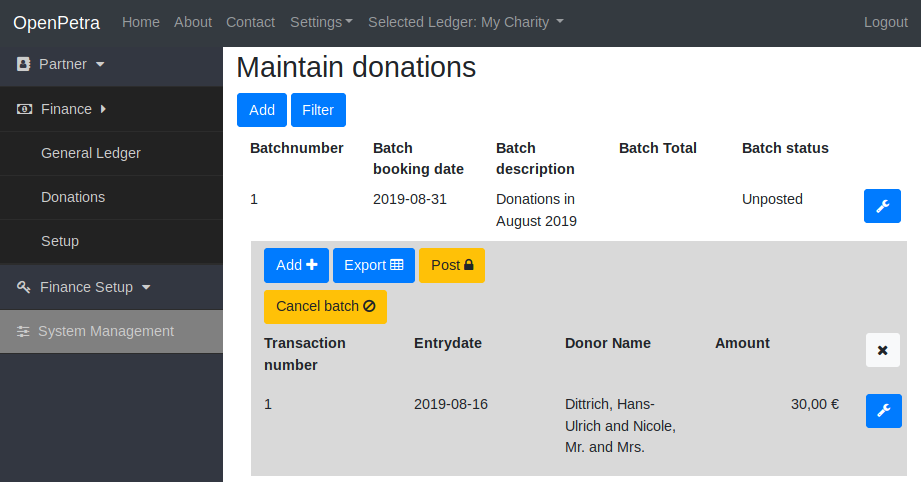 OpenPetra Home About Contact Settings Selected Ledger: My Charity Logout
Partner
Finance
General Ledger
Donations
Setup
Finance Setup
System Management
Maintain donations
Add Filter
Batchnumber Batch booking date Batch description Batch Total Batch status
1 2019-08-31 Donations in August 2019 Unposted
Add Export Post
Cancel batch
Transaction number Entrydate Donor Name Amount
1 2019-08-16 Dittrich, Hans-Ulrich and Nicole, Mr. and Mrs. 30,00 €